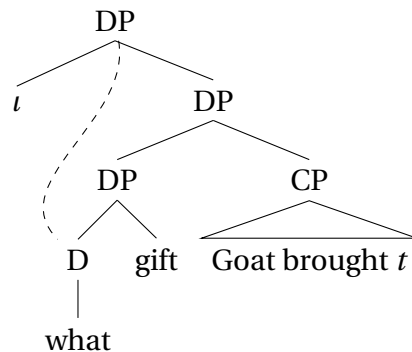 DP
ι DP
DP CP
D gift Goat brought t
what